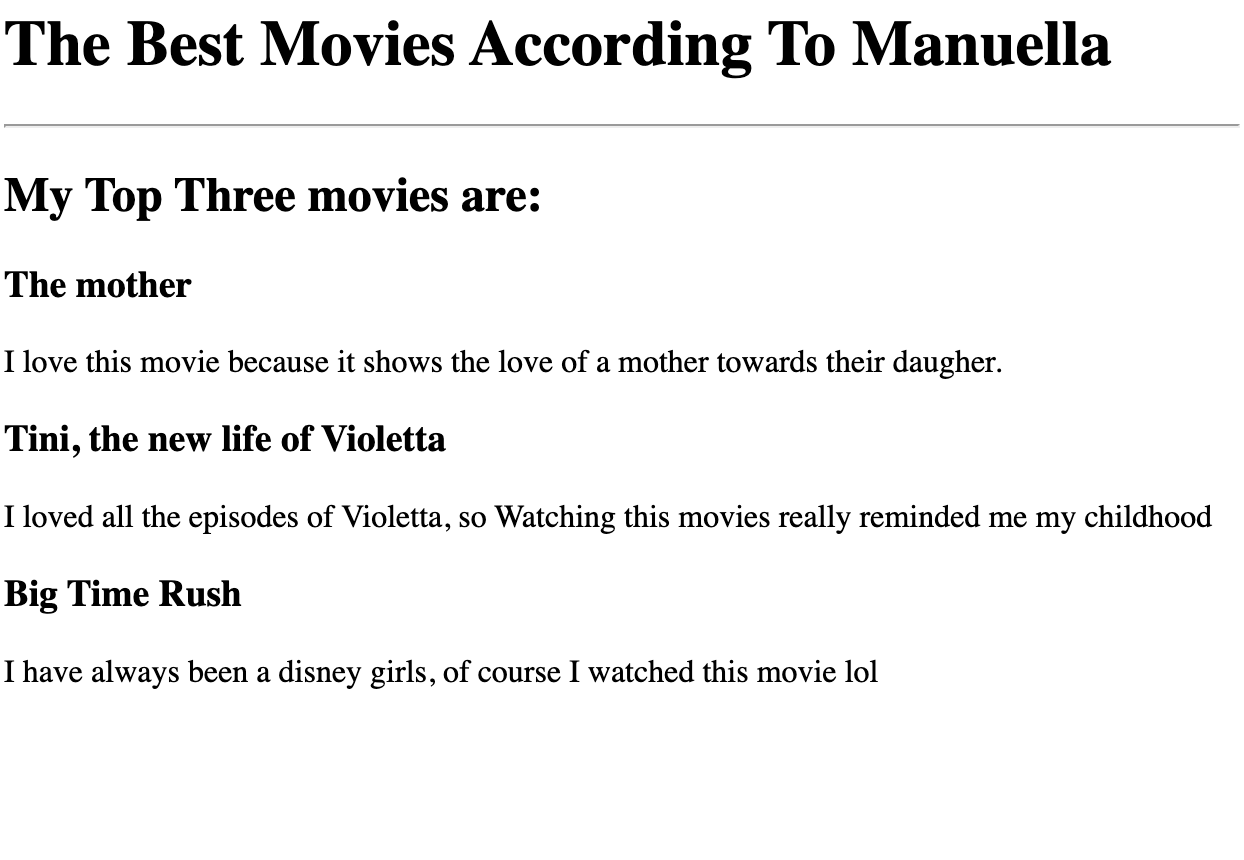 The Best Movies According To Manuella
My Top Three movies are:
The mother
I love this movie because it shows the love of a mother towards their daugher.
Tini, the new life of Violetta
I loved all the episodes of Violetta, so Watching this movies really reminded me my childhood
Big Time Rush
I have always been a disney girls, of course I watched this movie lol